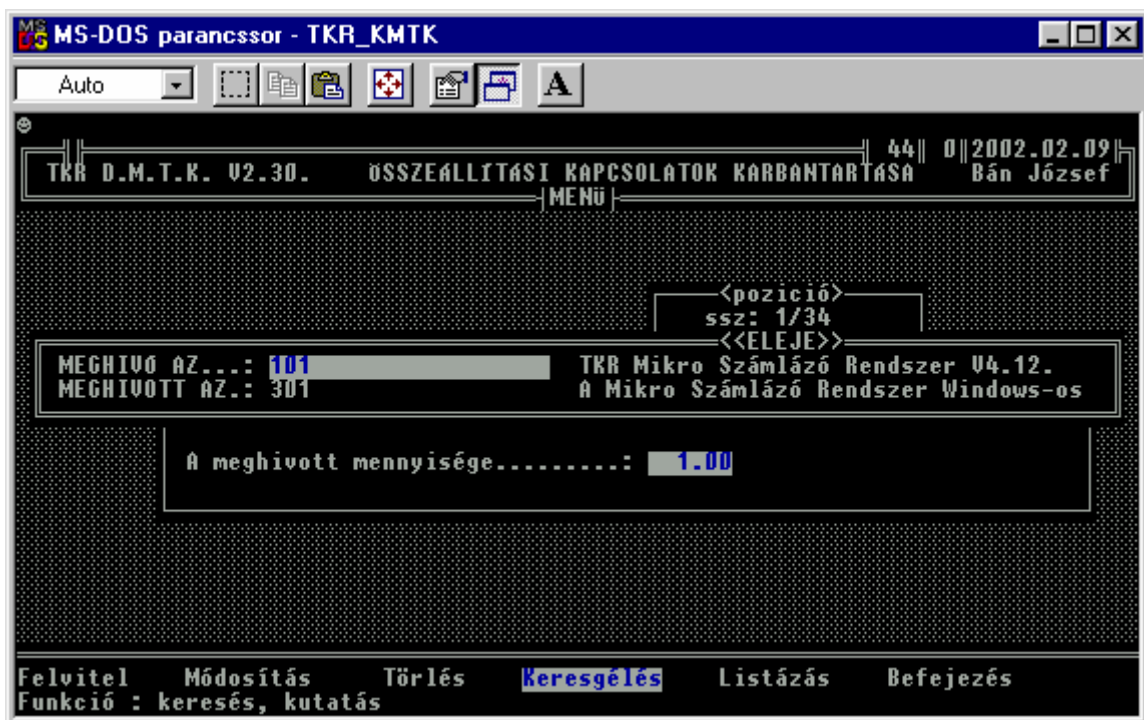 MS-DOS parancssor - TKR_KMTK
Auto
A
44 0 2002.02.09
TKR D.M.T.K. V2.30. ÖSSZEÁLLÍTÁSI KAPCSOLATOK KARBANTARTÁSA Bán József
MENÜ
<pozició>
ssz: 1/34
<<ELEJE>>
MEGHIVÓ AZ...: 101 TKR Mikro Számlázó Rendszer V4.12.
MEGHIVOTT AZ.: 301 A Mikro Számlázó Rendszer Windows-os
A meghivott mennyisége.........: 1.00
Felvitel Módosítás Törlés Keresgélés Listázás Befejezés
Funkció : keresés, kutatás